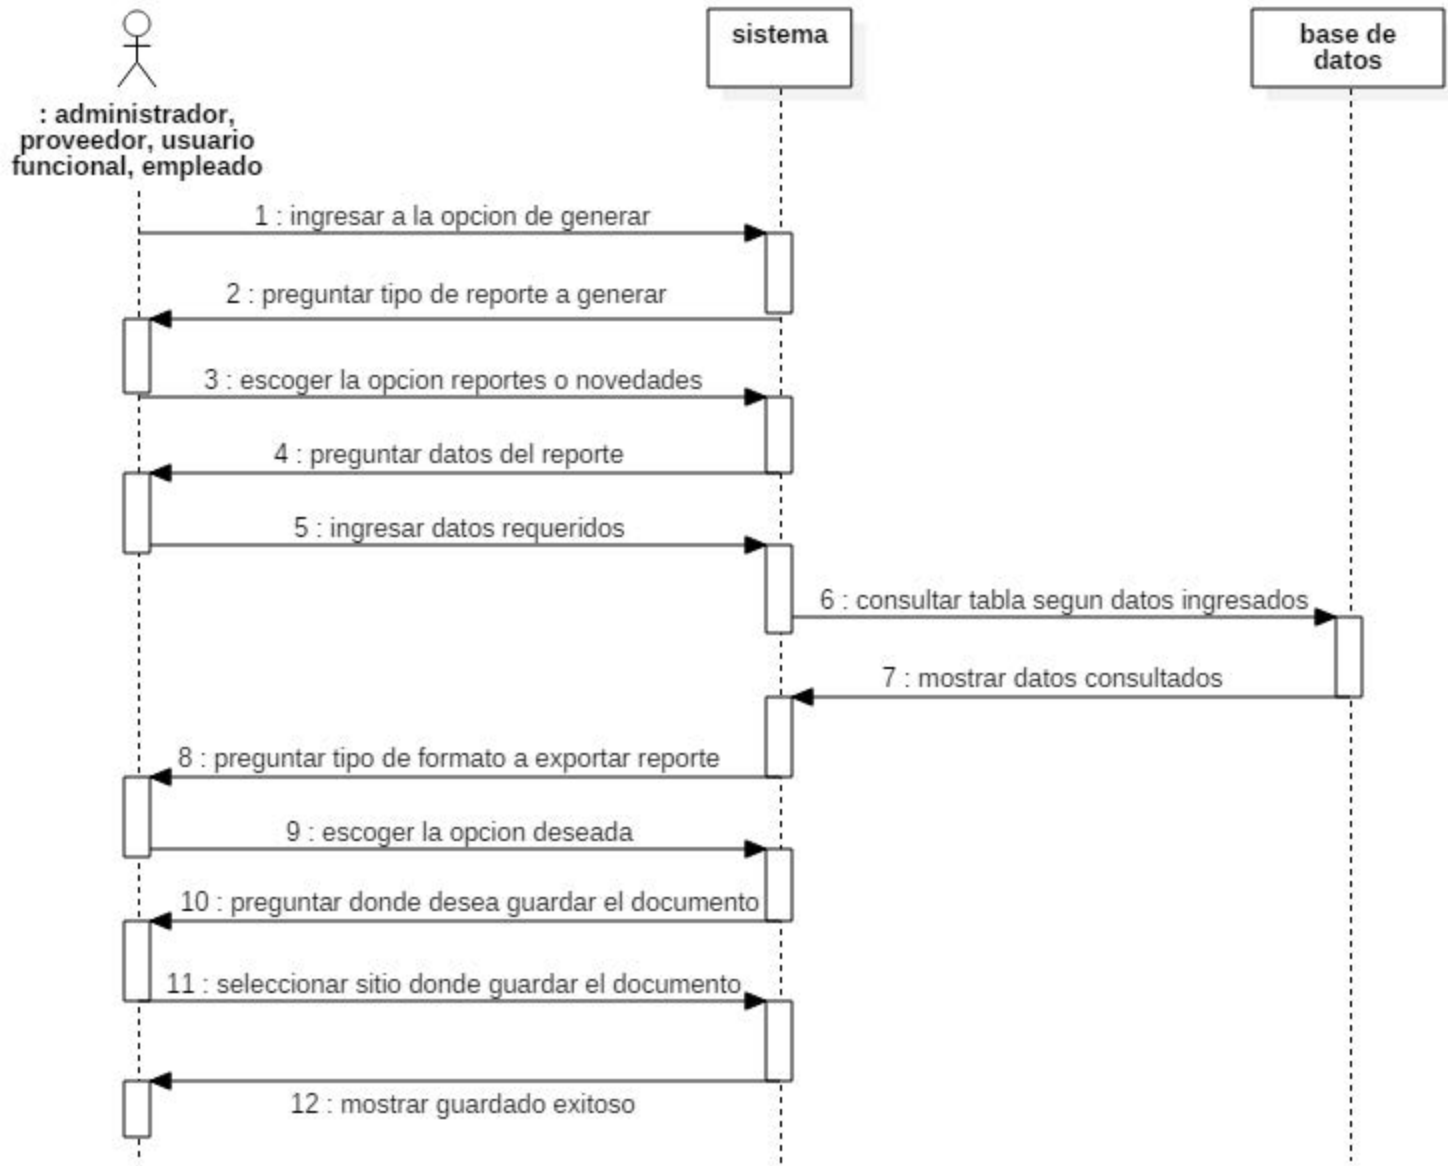 sistema
base de
datos
: administrador,
proveedor, usuario
funcional, empleado
1 : ingresar a la opcion de generar
2 : preguntar tipo de reporte a generar
3 : escoger la opcion reportes o novedades
4 : preguntar datos del reporte
5 : ingresar datos requeridos
6 : consultar tabla segun datos ingresados
7 : mostrar datos consultados
8 : preguntar tipo de formato a exportar reporte
9 : escoger la opcion deseada
10 : preguntar donde desea guardar el documento
11 : seleccionar sitio donde guardar el documento
12 : mostrar guardado exitoso